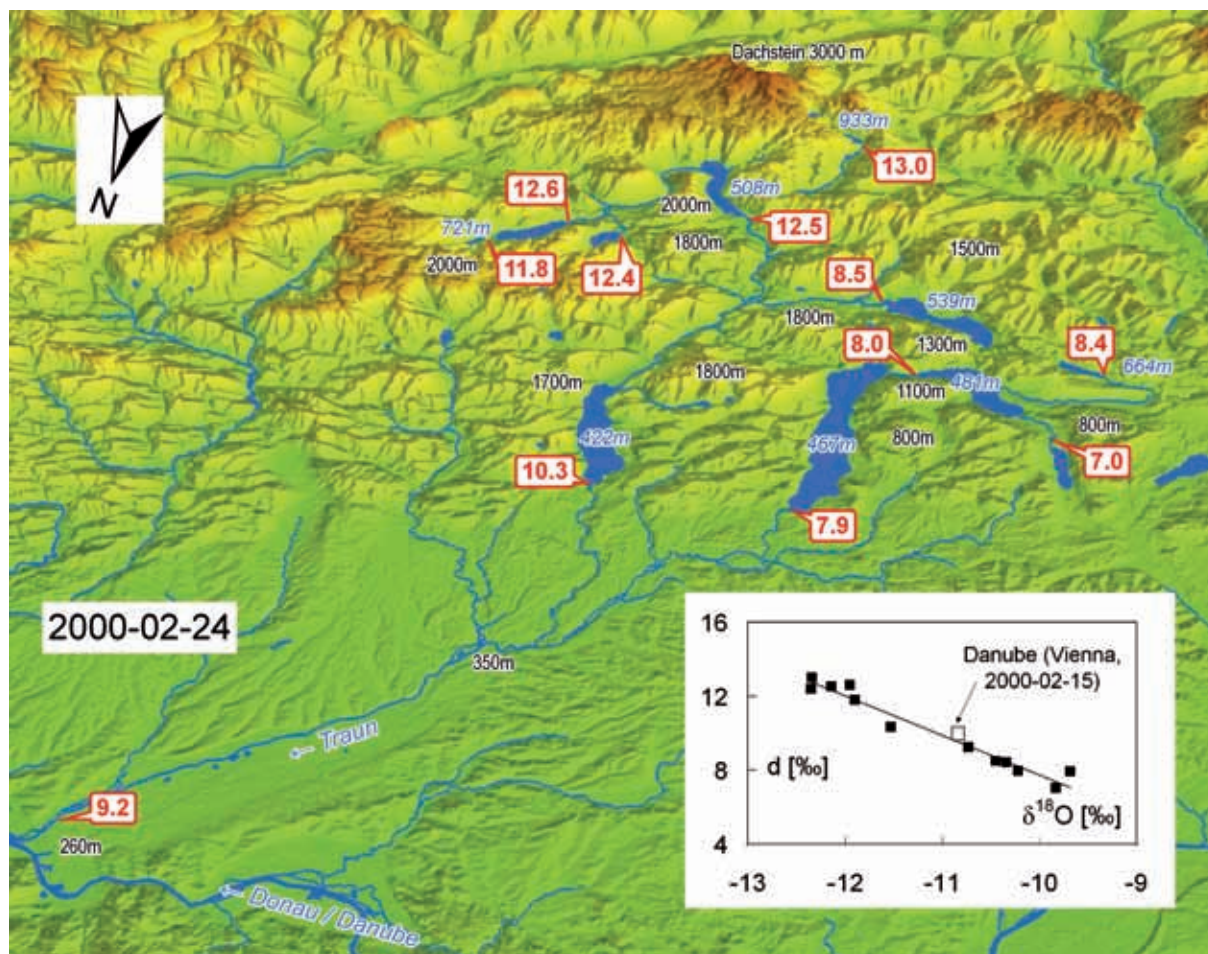 Dachstein 3000 m
933m
13.0
N
12.6
508m
2000m
721m
12.5
1800m
2000m
11.8
12.4
1500m
8.5
539m
1800m
8.0
1300m
8.4
664m
1700m
1800m
1100m
481m
422m
467m
800m
800m
10.3
7.0
7.9
2000-02-24
350m
← Traun
9.2
260m
← Donau / Danube
16
12
8
4
Danube (Vienna,
2000-02-15)
d [‰]
δ¹⁸O [‰]
-13 -12 -11 -10 -9